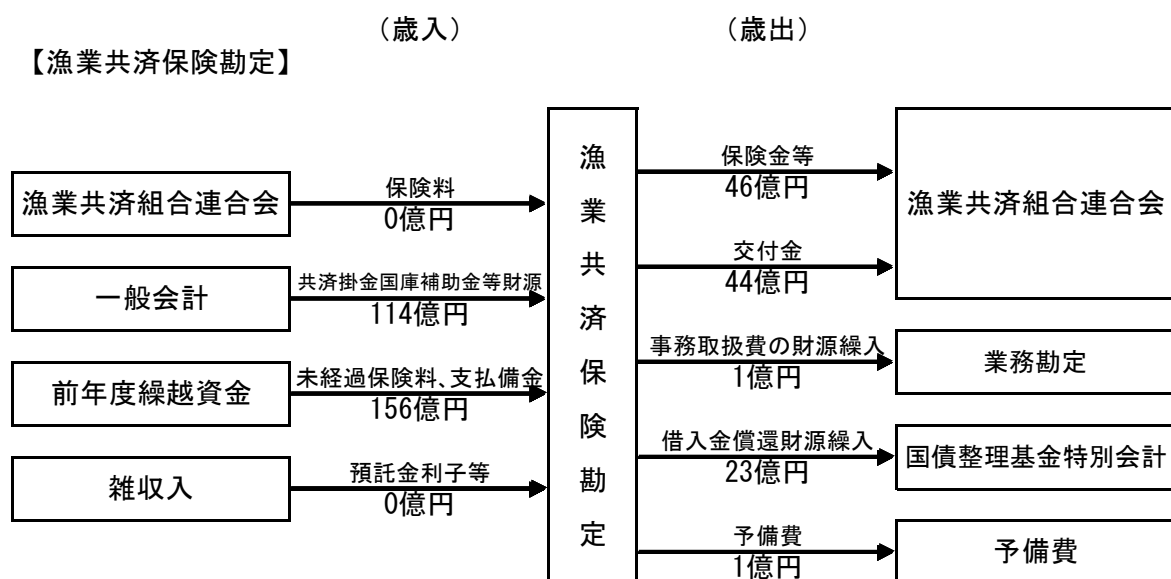 （歳入）
（歳出）
【漁業共済保険勘定】
漁業共済組合連合会
保険料
0億円
一般会計
共済掛金国庫補助金等財源
114億円
前年度繰越資金
未経過保険料、支払備金
156億円
雑収入
預託金利子等
0億円
漁業共済保険勘定
保険金等
46億円
交付金
44億円
漁業共済組合連合会
事務取扱費の財源繰入
1億円
業務勘定
借入金償還財源繰入
23億円
国債整理基金特別会計
予備費
1億円
予備費